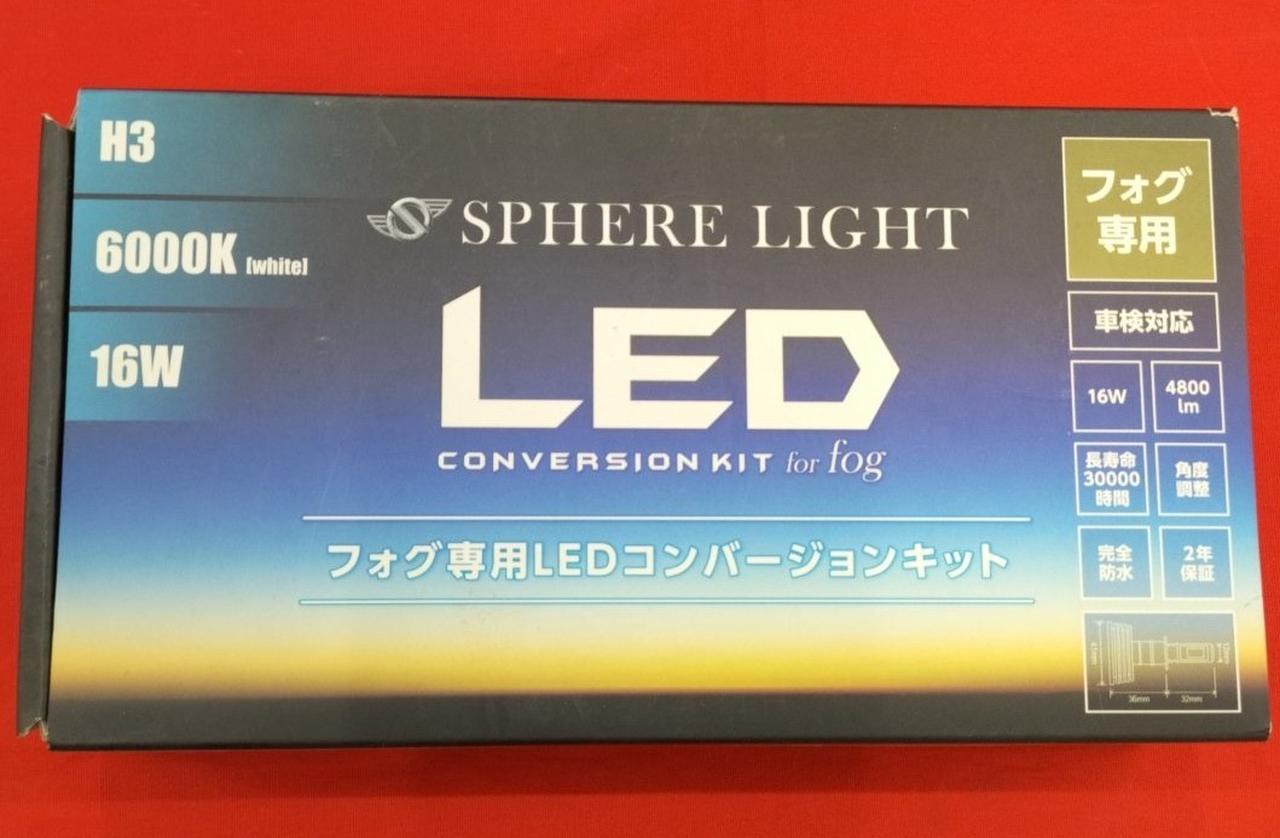 H3
6000K [white]
16W
SPHERE LIGHT
LED
CONVERSION KIT for fog
フォグ専用LEDコンバージョンキット
フォグ
専用
車検対応
16W
4800
lm
長寿命
30000
時間
角度
調整
完全
防水
2年
保証
36mm
32mm